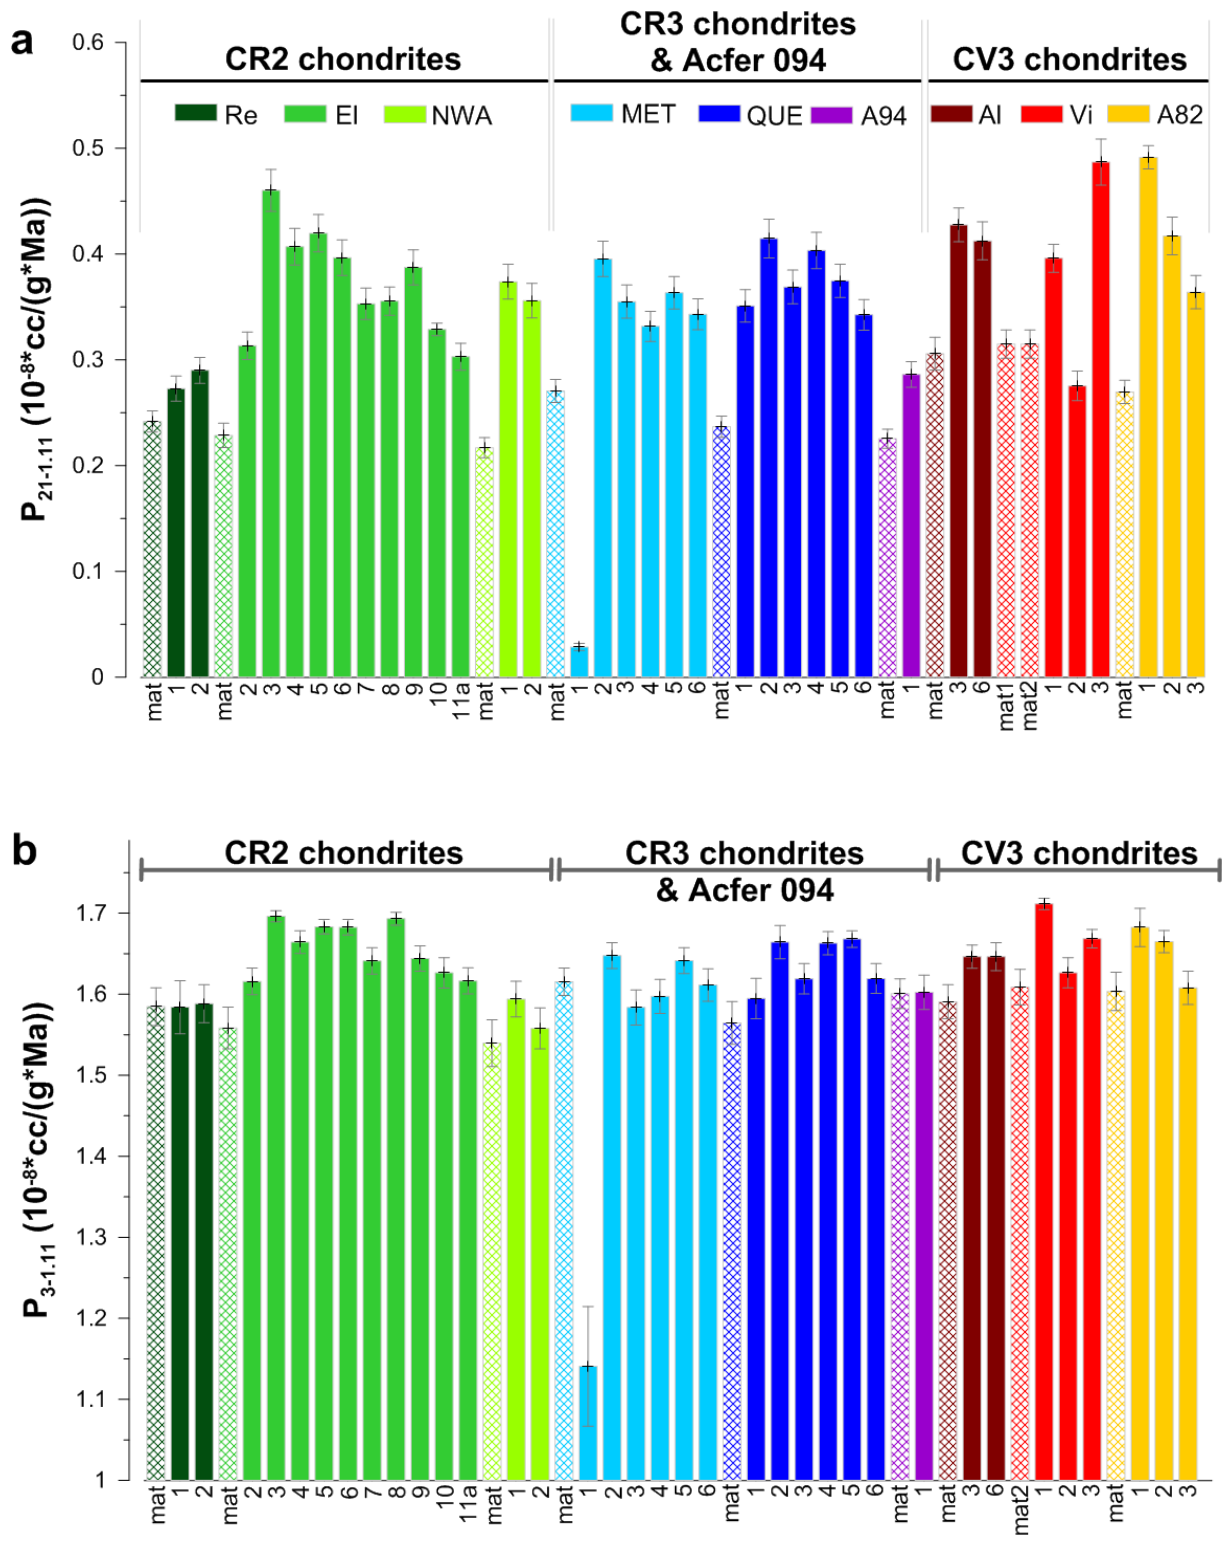 a
CR2 chondrites
CR3 chondrites
& Acfer 094
CV3 chondrites
Re El NWA MET QUE A94 Al Vi A82
P21-1.11 (10-8*cc/(g*Ma))
0.6
0.5
0.4
0.3
0.2
0.1
0
mat 1 2 mat 2 3 4 5 6 7 8 9 10 11a mat 1 2 mat 1 2 3 4 5 6 mat 1 2 3 4 5 6 mat 1 mat 3 6 mat1 mat2 1 2 3 mat 1 2 3
b
CR2 chondrites
CR3 chondrites
& Acfer 094
CV3 chondrites
P3-1.11 (10-8*cc/(g*Ma))
1.7
1.6
1.5
1.4
1.3
1.2
1.1
1
mat 1 2 mat 2 3 4 5 6 7 8 9 10 11a mat 1 2 mat 1 2 3 4 5 6 mat 1 2 3 4 5 6 mat 1 mat 3 6 mat2 1 2 3 mat 1 2 3